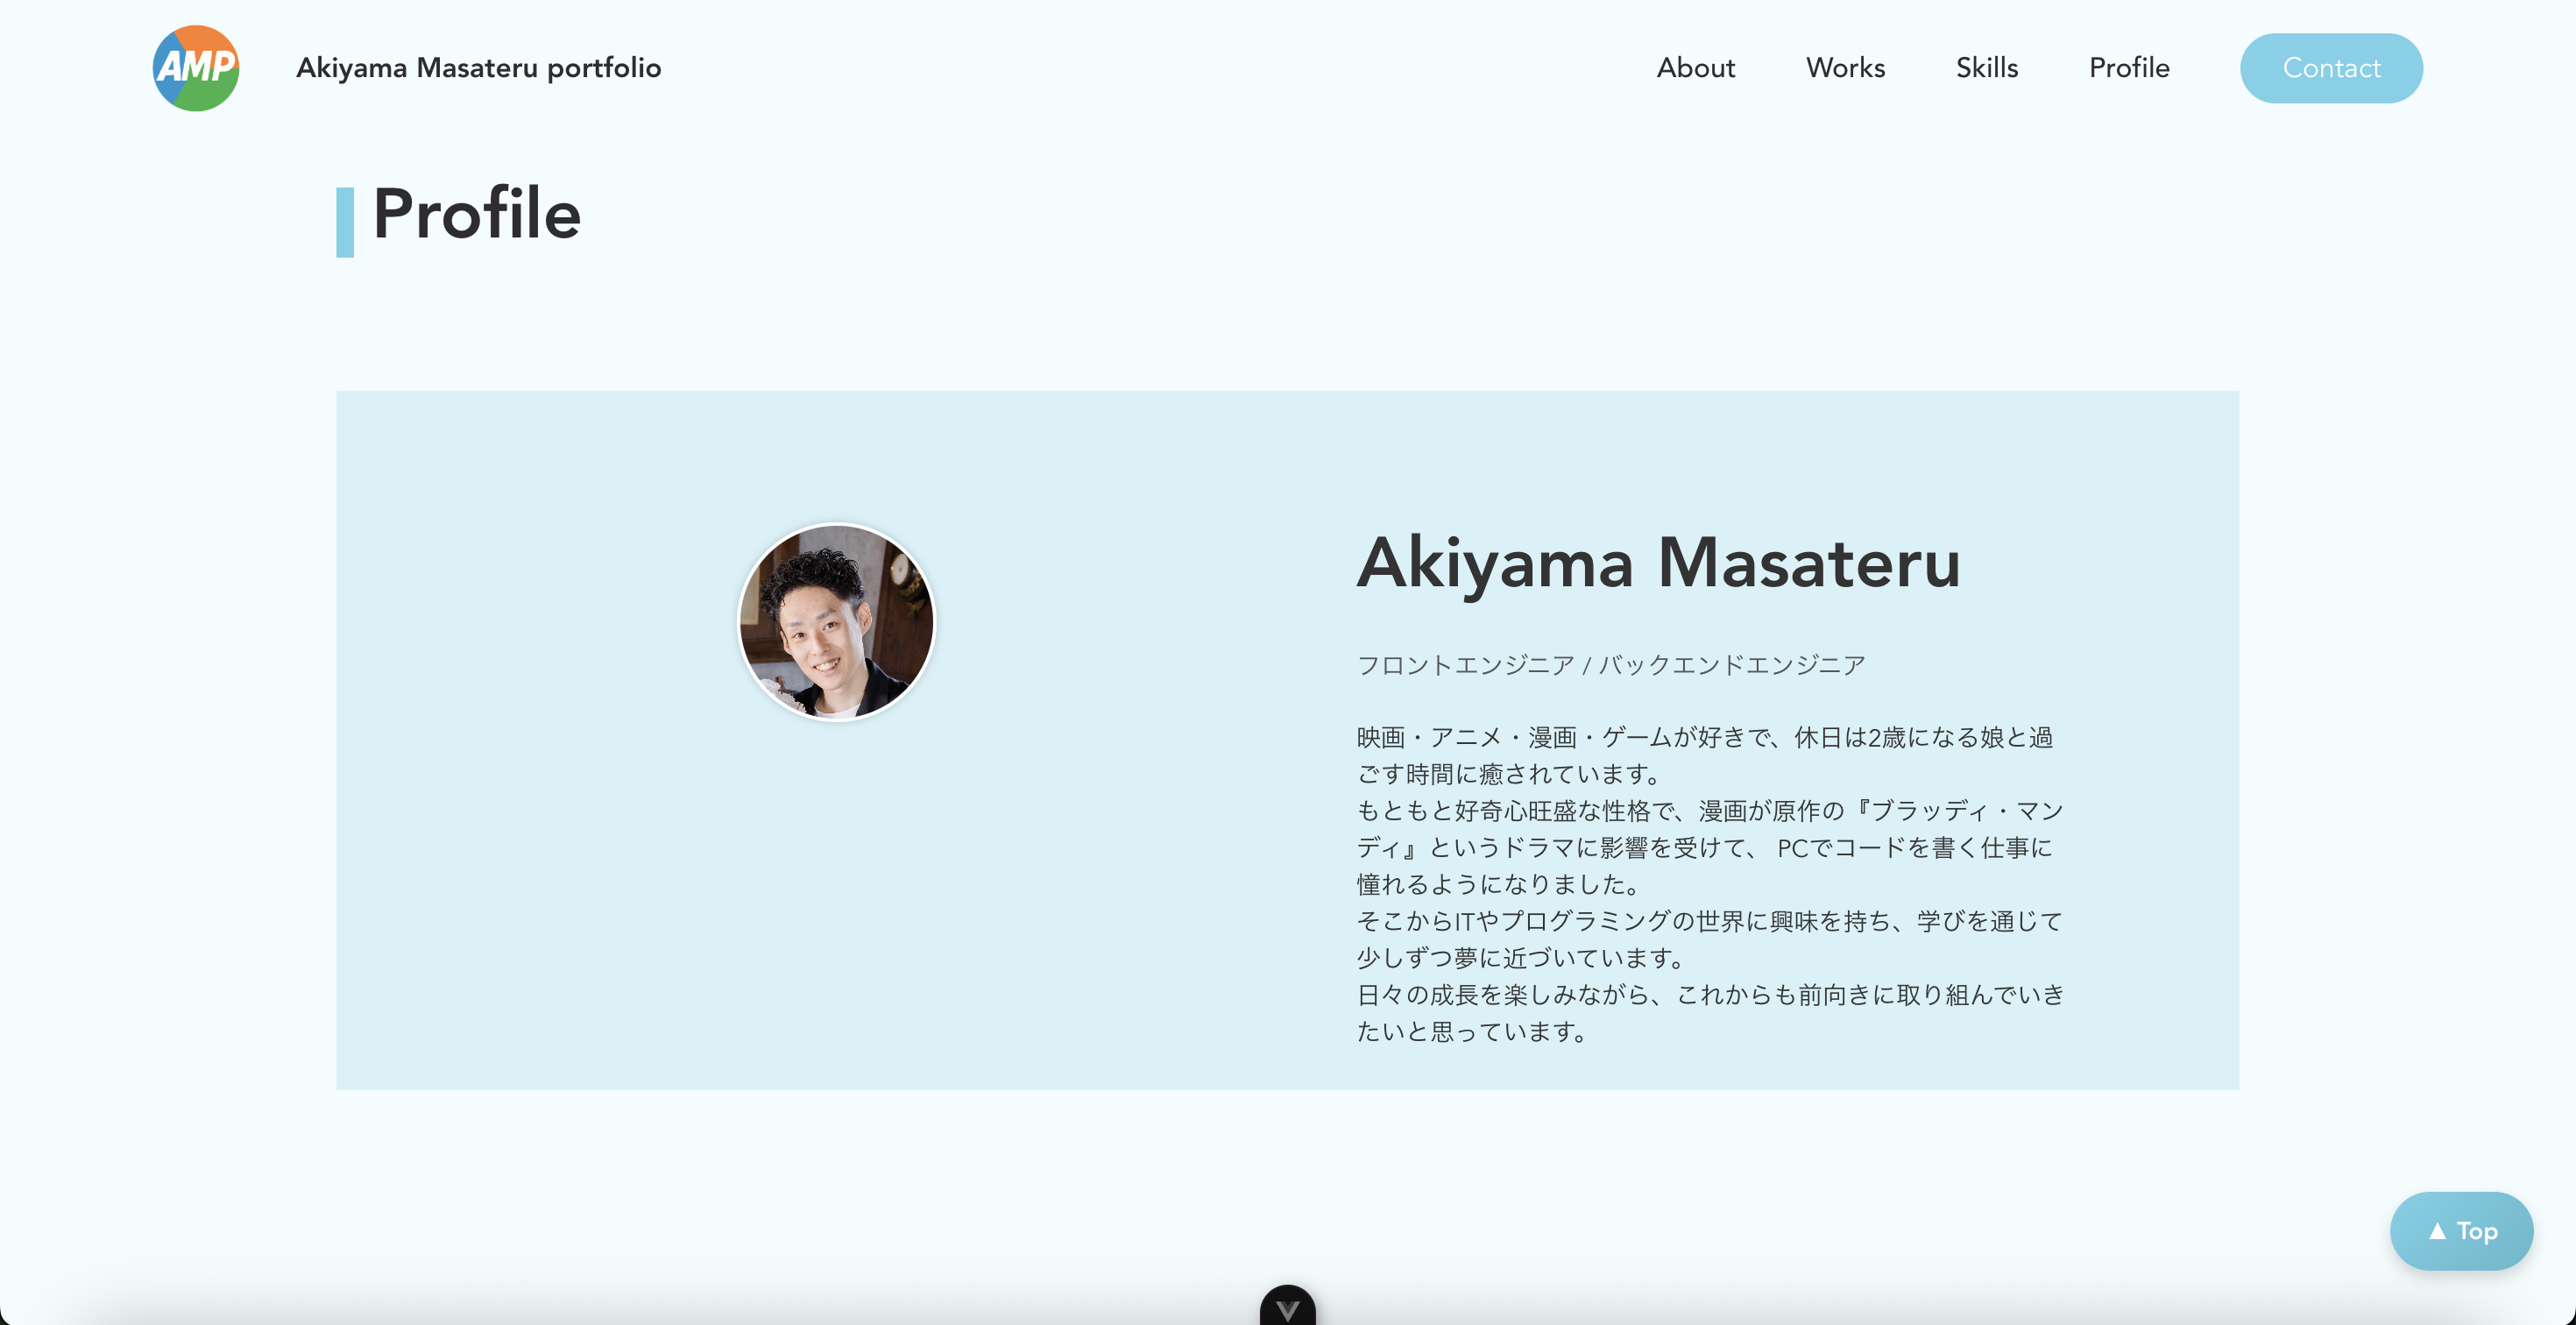 AMP
Akiyama Masateru portfolio
About
Works
Skills
Profile
Contact
Profile
Akiyama Masateru
フロントエンジニア / バックエンドエンジニア
映画・アニメ・漫画・ゲームが好きで、休日は2歳になる娘と過
ごす時間に癒されています。
もともと好奇心旺盛な性格で、漫画が原作の『ブラッディ・マン
ディ』というドラマに影響を受けて、 PCでコードを書く仕事に
憧れるようになりました。
そこからITやプログラミングの世界に興味を持ち、学びを通じて
少しずつ夢に近づいています。
日々の成長を楽しみながら、これからも前向きに取り組んでいき
たいと思っています。
▲ Top